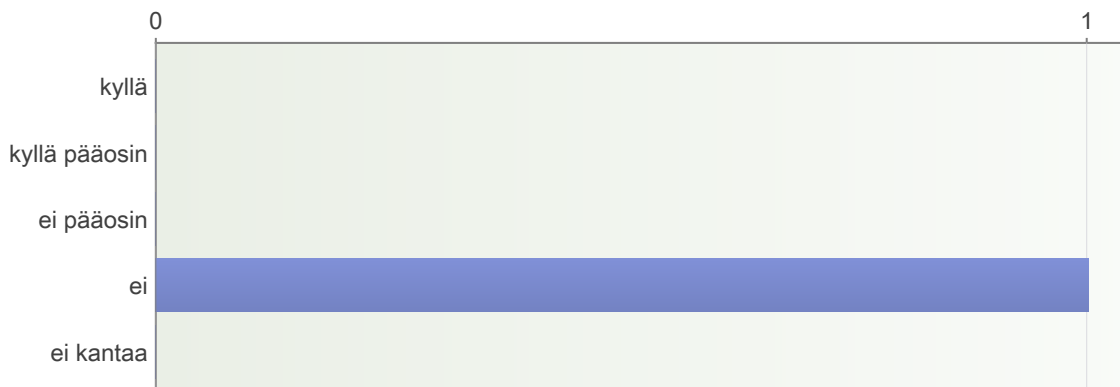 0 1
kyllä
kyllä pääosin
ei pääosin
ei
ei kantaa